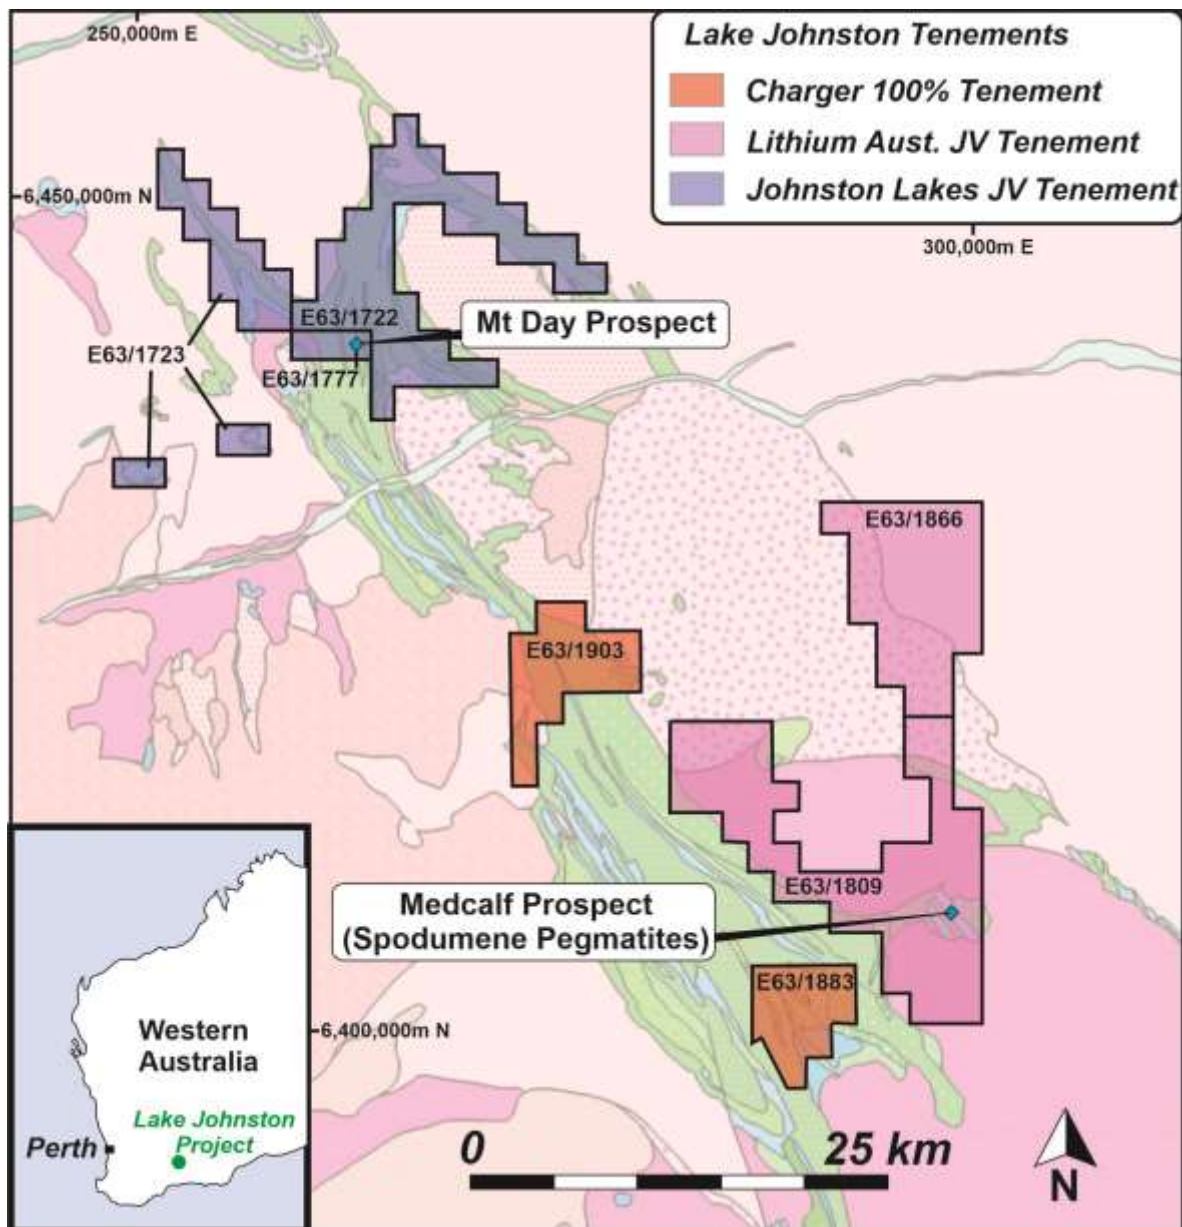 250,000m E
Lake Johnston Tenements
Charger 100% Tenement
Lithium Aust. JV Tenement
Johnston Lakes JV Tenement
6,450,000m N
300,000m E
E63/1722
Mt Day Prospect
E63/1723
E63/1777
E63/1866
E63/1903
E63/1809
Medcalf Prospect
(Spodumene Pegmatites)
E63/1883
6,400,000m N
Western
Australia
Lake Johnston
Project
Perth
0
25 km
N